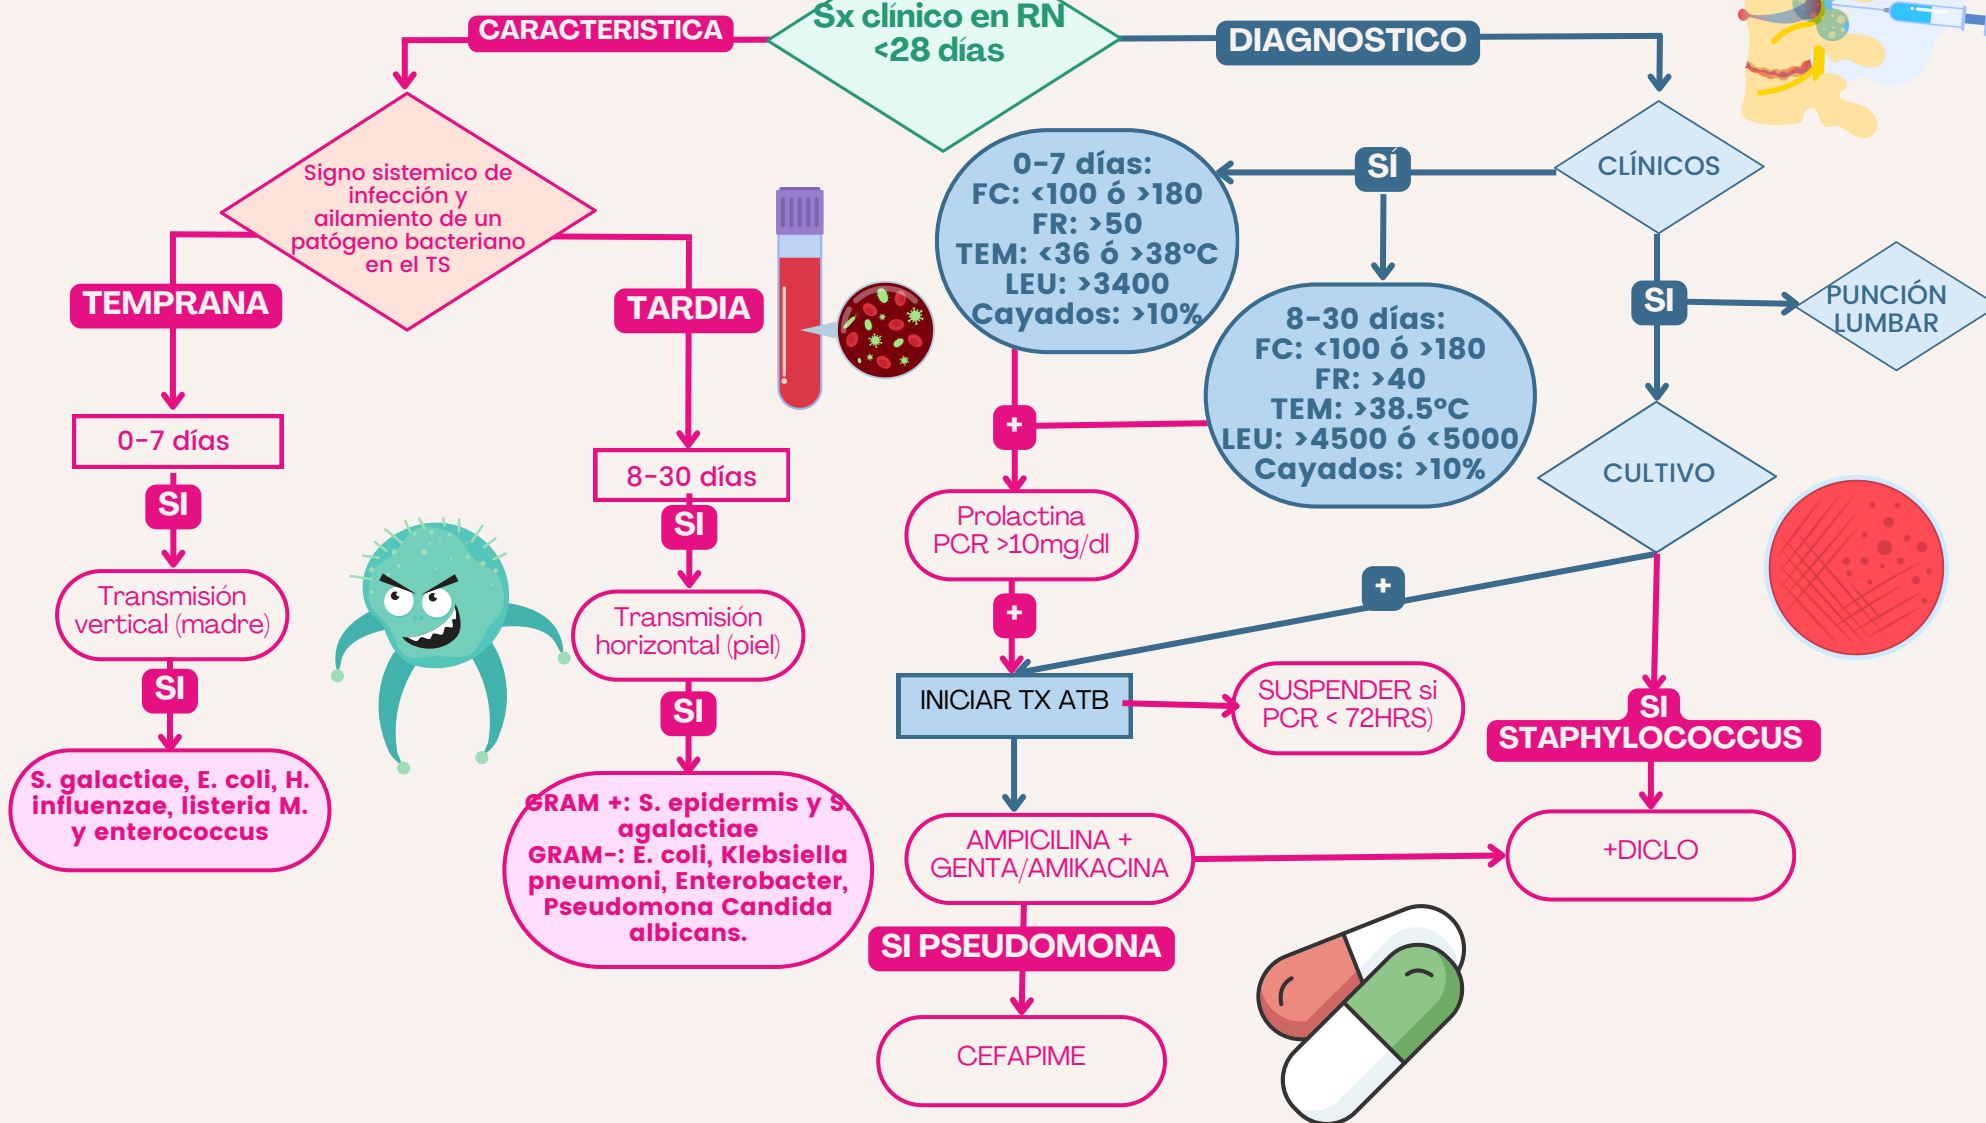 Sx clínico en RN
<28 días
CARACTERISTICA
Signo sistemico de
infección y
ailamiento de un
patógeno bacteriano
en el TS
TEMPRANA
0-7 días
SI
Transmisión
vertical (madre)
SI
S. galactiae, E. coli, H.
influenzae, listeria M.
y enterococcus
TARDIA
8-30 días
SI
Transmisión
horizontal (piel)
SI
GRAM +: S. epidermis y S.
agalactiae
GRAM-: E. coli, Klebsiella
pneumoni, Enterobacter,
Pseudomona Candida
albicans.
DIAGNOSTICO
CLÍNICOS
SÍ
0-7 días:
FC: <100 ó >180
FR: >50
TEM: <36 ó >38°C
LEU: >3400
Cayados: >10%
8-30 días:
FC: <100 ó >180
FR: >40
TEM: >38.5°C
LEU: >4500 ó <5000
Cayados: >10%
SI
PUNCIÓN
LUMBAR
CULTIVO
+
Prolactina
PCR >10mg/dl
+
+
INICIAR TX ATB
SUSPENDER si
PCR < 72HRS)
SI
STAPHYLOCOCCUS
AMPICILINA +
GENTA/AMIKACINA
+DICLO
SI PSEUDOMONA
CEFAPIME